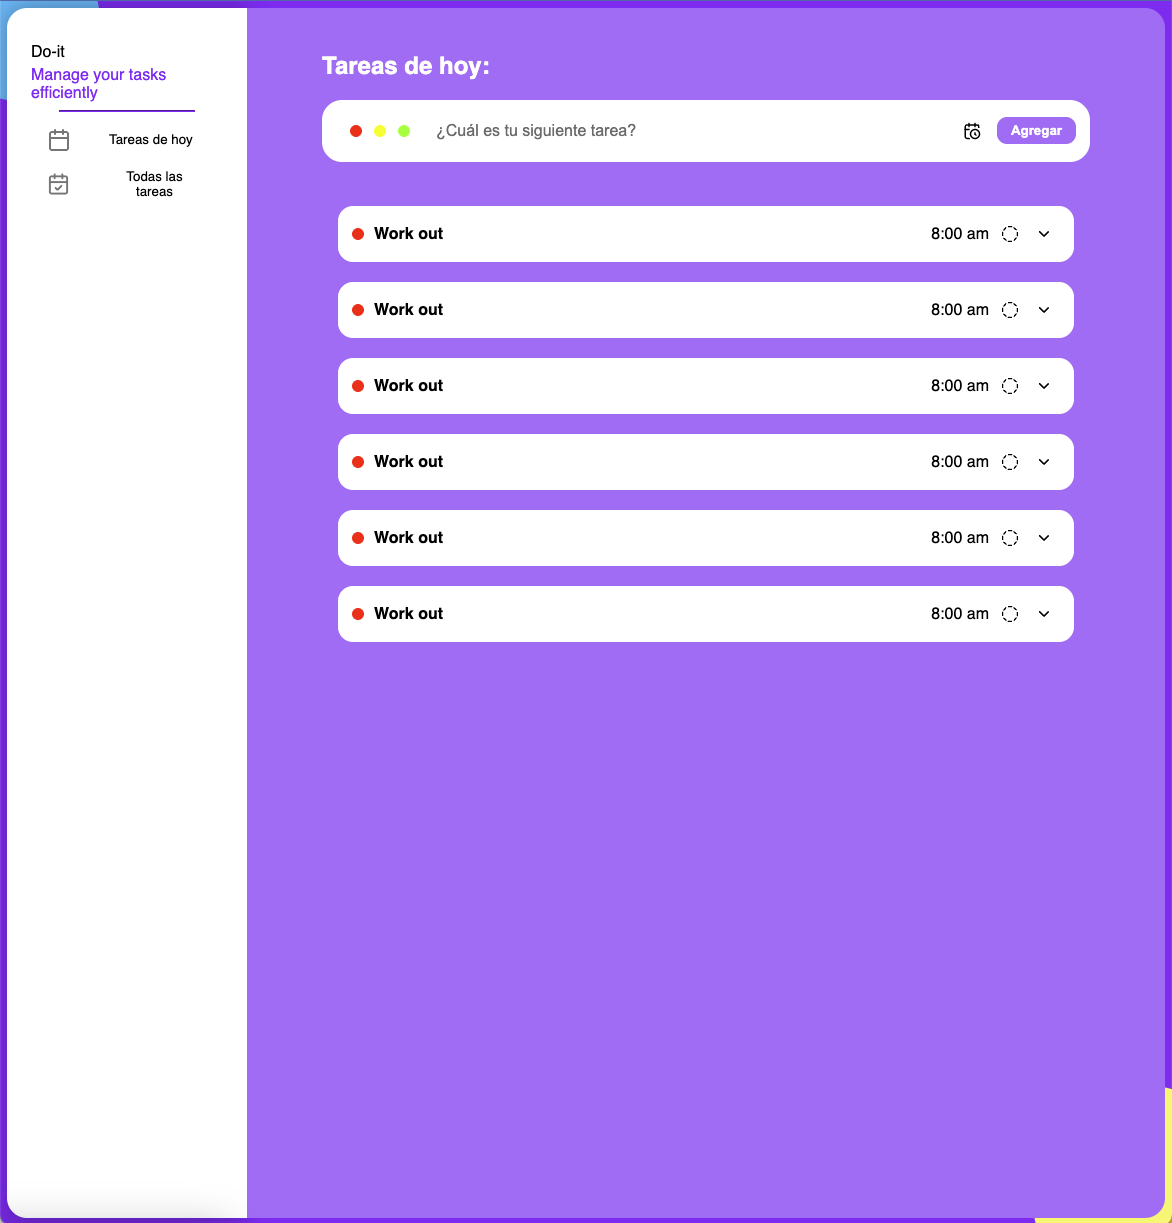 Do-it
Manage your tasks
efficiently
Tareas de hoy
Todas las
tareas
Tareas de hoy:
¿Cuál es tu siguiente tarea?
Agregar
Work out 8:00 am
Work out 8:00 am
Work out 8:00 am
Work out 8:00 am
Work out 8:00 am
Work out 8:00 am